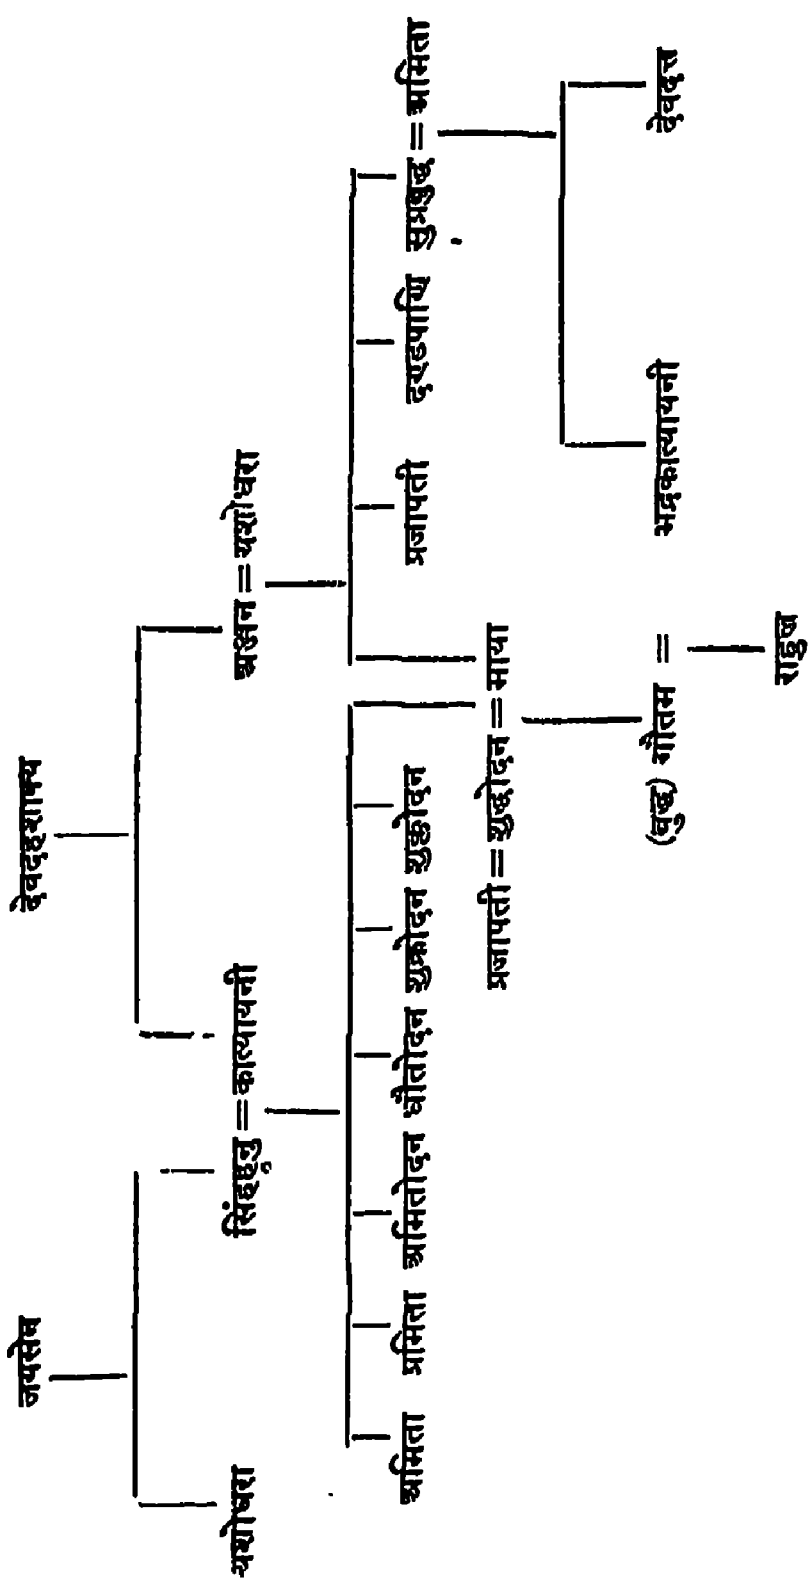 जयसेन देवदहशाक्य
यशोधरा सिंहहनु = कात्यायनी अञ्जन = यशोधरा
अमिता प्रमिता अमितोदन धौतोदन शुक्रोदन शुक्लोदन प्रजापती दण्डपाणि सुप्रबुद्ध = अमिता
प्रजापती = शुद्धोदन = माया
(बुद्ध) गौतम = भद्रकात्यायनी देवदत्त
राहुल